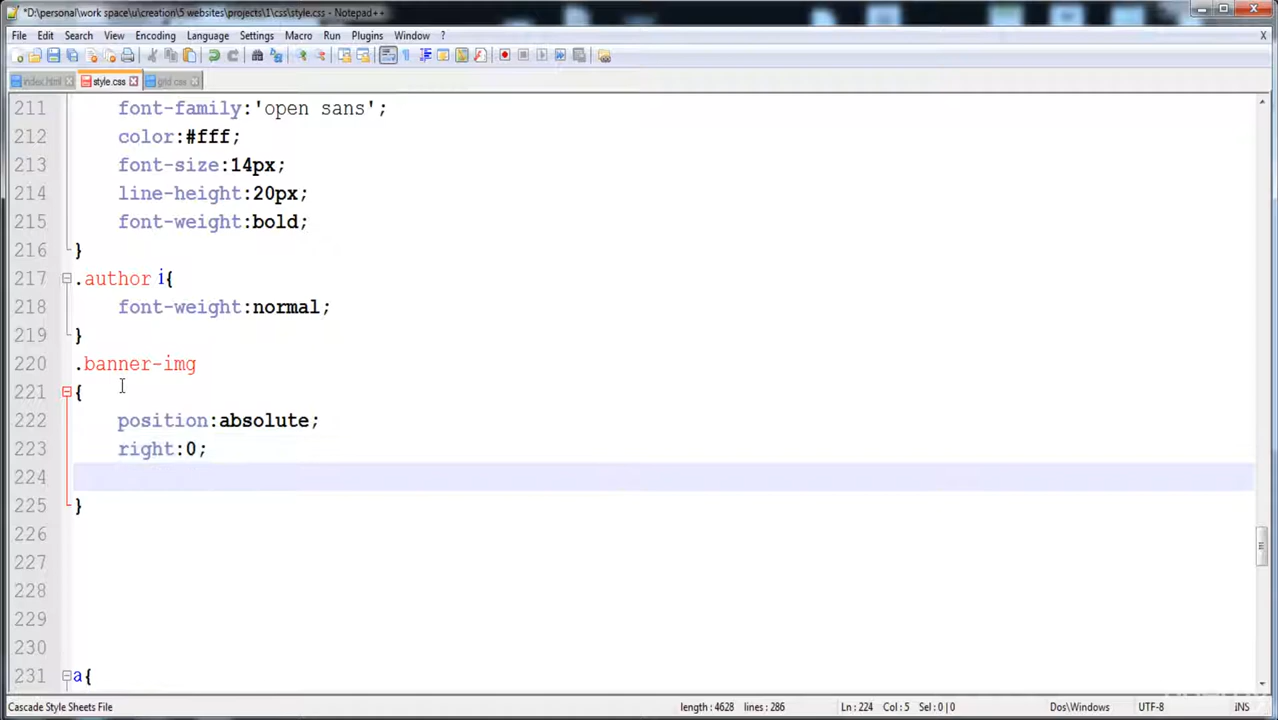 *D:\personal\work space\u\creation\5 websites\projects\1\css\style.css - Notepad++
File Edit Search View Encoding Language Settings Macro Run Plugins Window ? X
index.html style.css grid.css
211 font-family:'open sans';
212 color:#fff;
213 font-size:14px;
214 line-height:20px;
215 font-weight:bold;
216 }
217 .author i{
218 font-weight:normal;
219 }
220 .banner-img
221 {
222 position:absolute;
223 right:0;
224
225 }
226
227
228
229
230
231 a{
Cascade Style Sheets File length : 4628 lines : 286 Ln : 224 Col : 5 Sel : 0 | 0 Dos\Windows UTF-8 INS